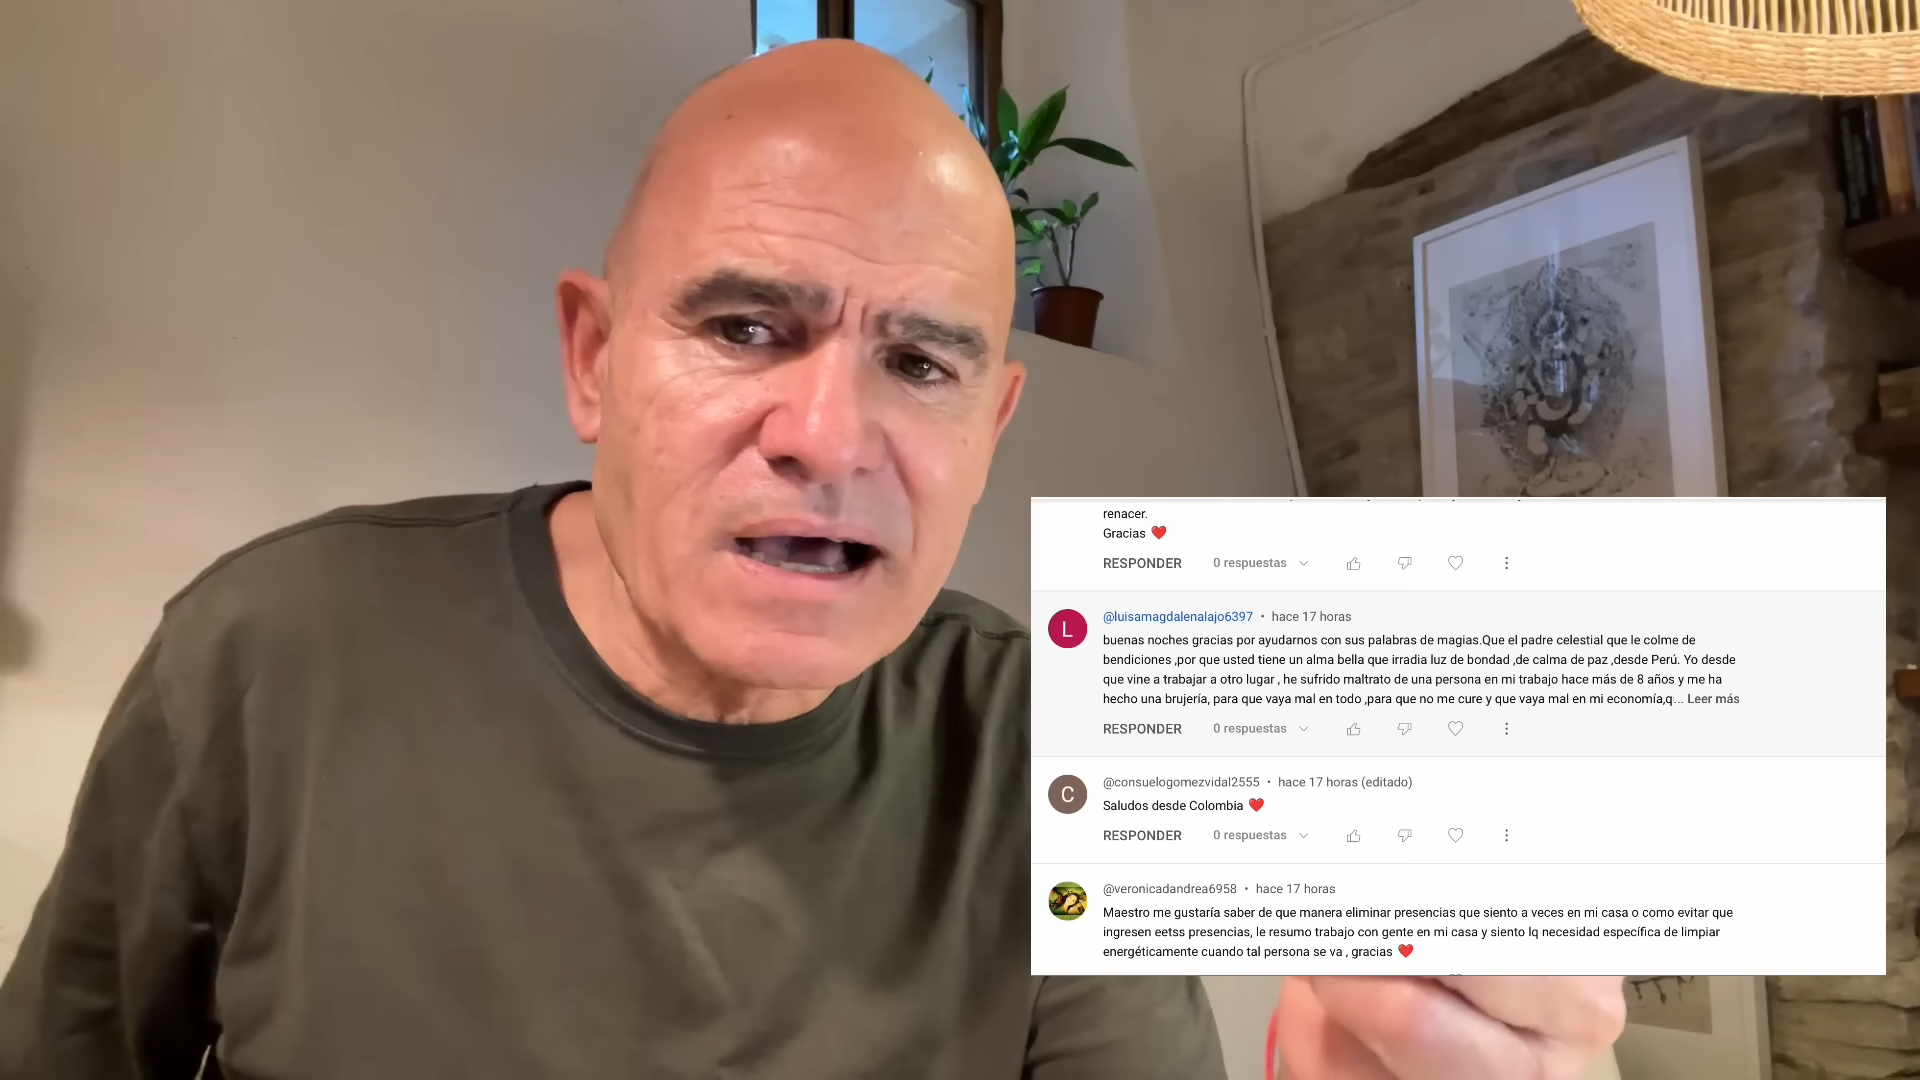 renacer.
Gracias ❤️
RESPONDER 0 respuestas
L
@luisamagdalenalajo6397 • hace 17 horas
buenas noches gracias por ayudarnos con sus palabras de magias.Que el padre celestial que le colme de
bendiciones ,por que usted tiene un alma bella que irradia luz de bondad ,de calma de paz ,desde Perú. Yo desde
que vine a trabajar a otro lugar , he sufrido maltrato de una persona en mi trabajo hace más de 8 años y me ha
hecho una brujería, para que vaya mal en todo ,para que no me cure y que vaya mal en mi economía,q... Leer más
RESPONDER 0 respuestas
C
@consuelogomezvidal2555 • hace 17 horas (editado)
Saludos desde Colombia ❤️
RESPONDER 0 respuestas
@veronicadandrea6958 • hace 17 horas
Maestro me gustaría saber de que manera eliminar presencias que siento a veces en mi casa o como evitar que
ingresen eetss presencias, le resumo trabajo con gente en mi casa y siento lq necesidad específica de limpiar
energéticamente cuando tal persona se va , gracias ❤️